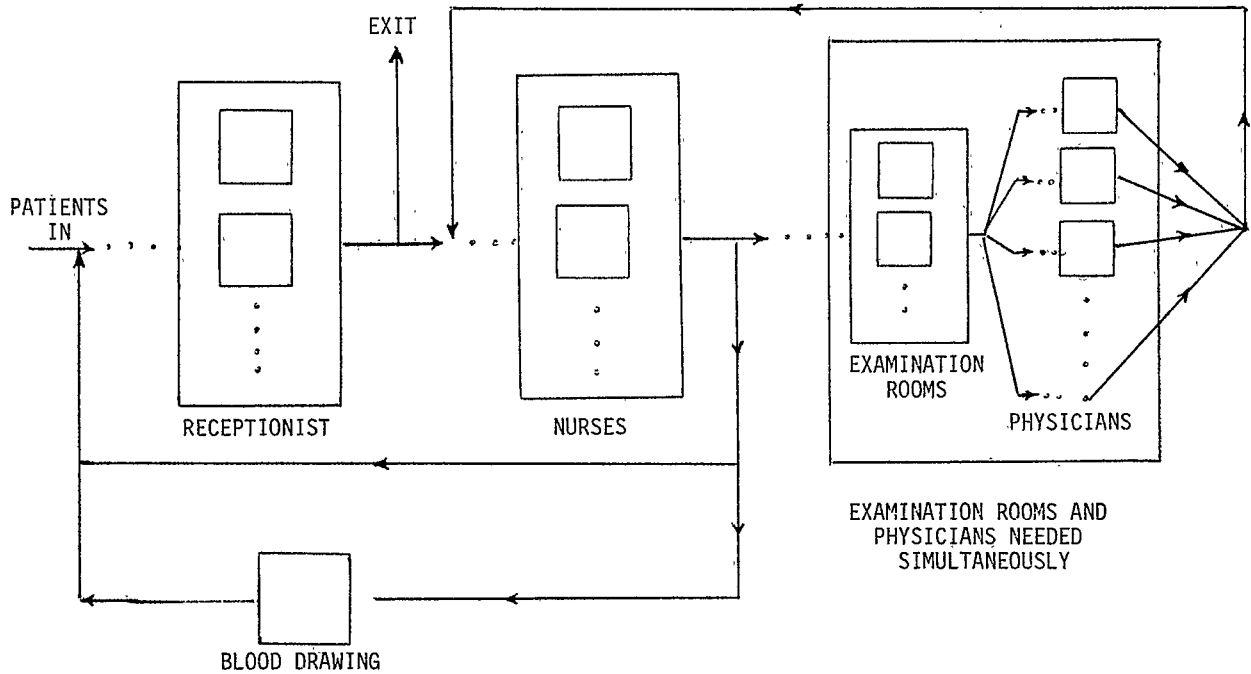 EXIT
PATIENTS
IN
RECEPTIONIST
NURSES
EXAMINATION
ROOMS
PHYSICIANS
EXAMINATION ROOMS AND
PHYSICIANS NEEDED
SIMULTANEOUSLY
BLOOD DRAWING